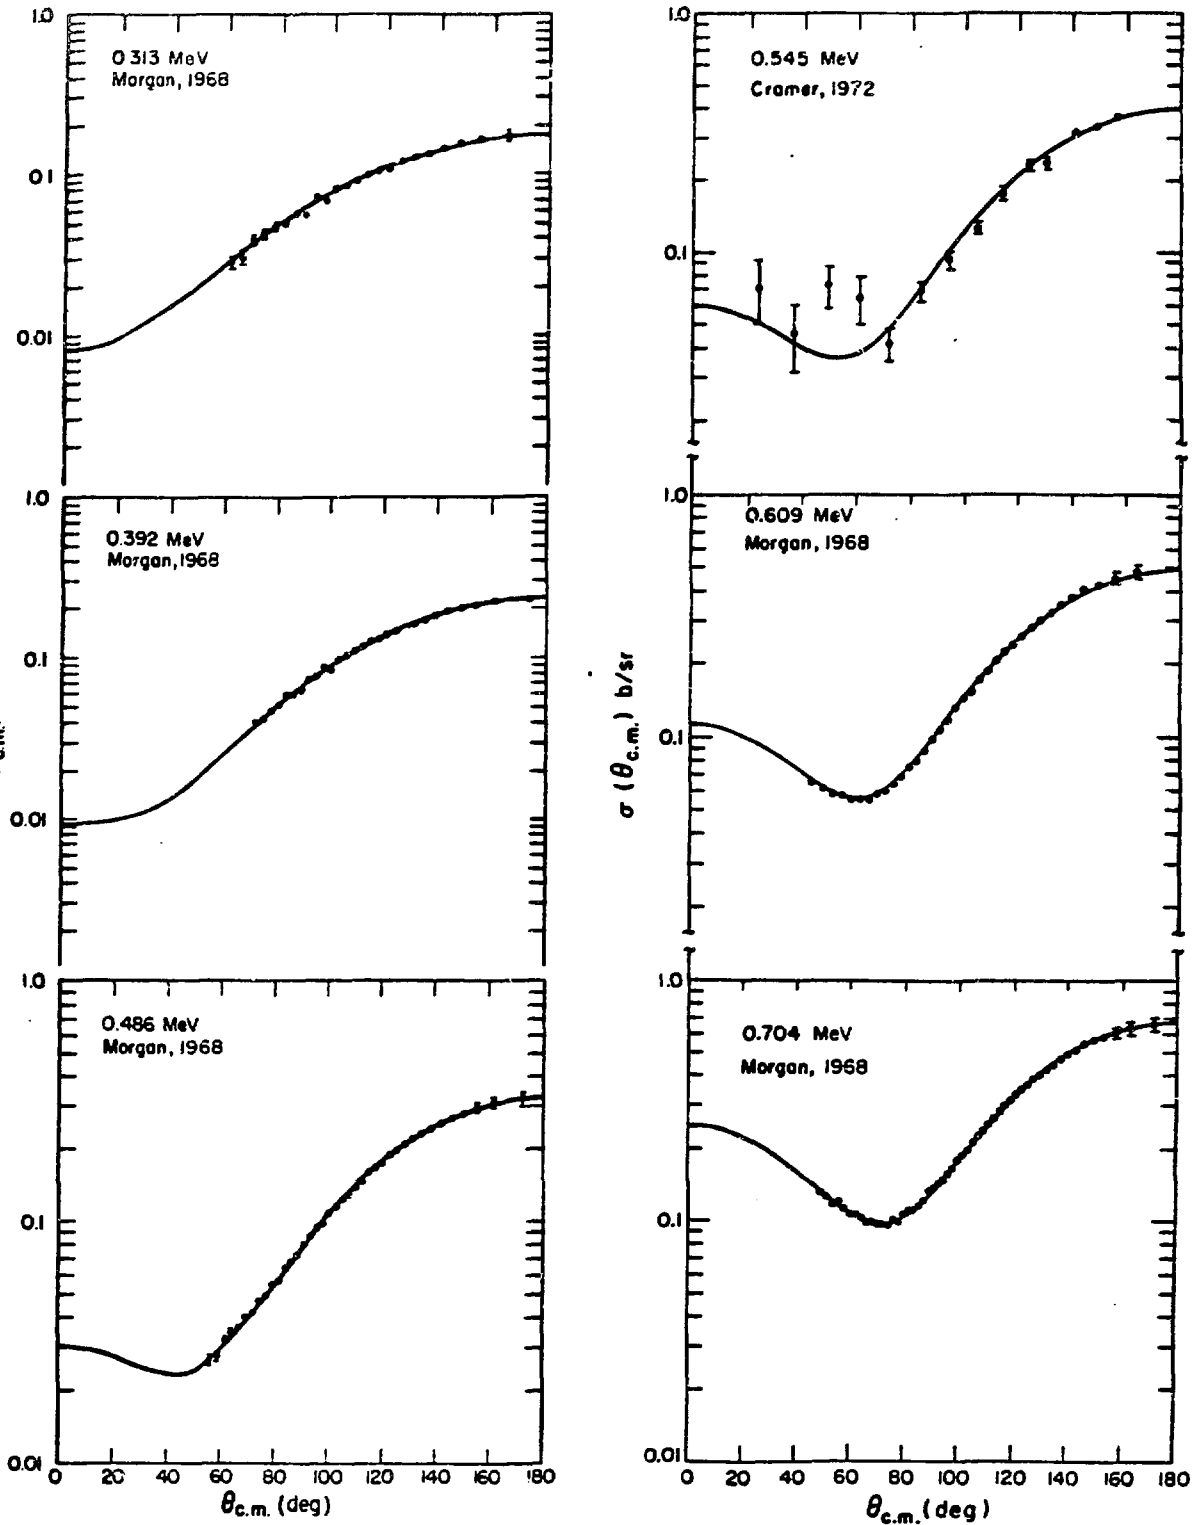 1.0
0.313 MeV
Morgan, 1968
0.1
0.01
1.0
0.392 MeV
Morgan, 1968
0.1
0.01
1.0
0.486 MeV
Morgan, 1968
0.1
0.01
0 20 40 60 80 100 120 140 160 180
θc.m. (deg)
1.0
0.545 MeV
Cramer, 1972
0.1
1.0
0.609 MeV
Morgan, 1968
0.1
σ (θc.m.) b/sr
1.0
0.704 MeV
Morgan, 1968
0.1
0.01
0 20 40 60 80 100 120 140 160 180
θc.m. (deg)